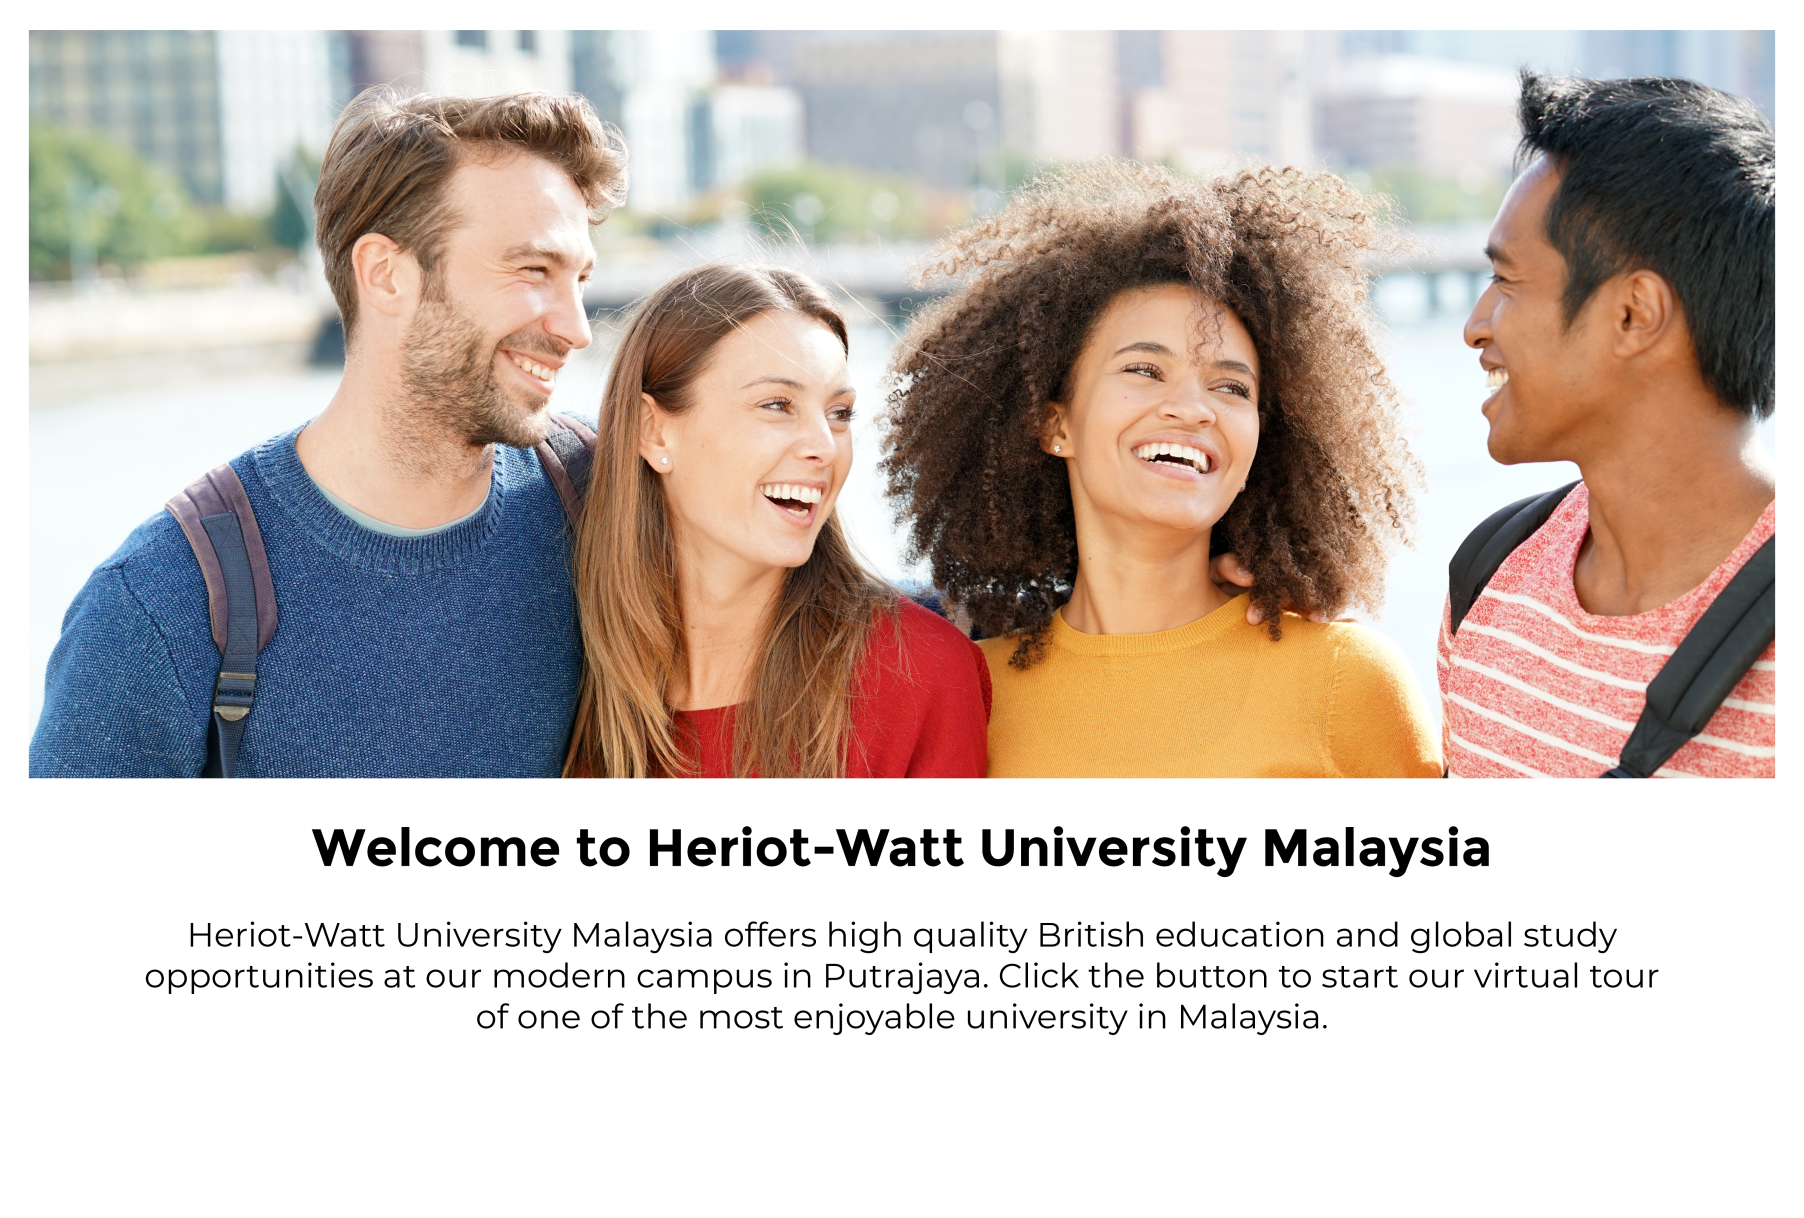 Welcome to Heriot-Watt University Malaysia
Heriot-Watt University Malaysia offers high quality British education and global study
opportunities at our modern campus in Putrajaya. Click the button to start our virtual tour
of one of the most enjoyable university in Malaysia.